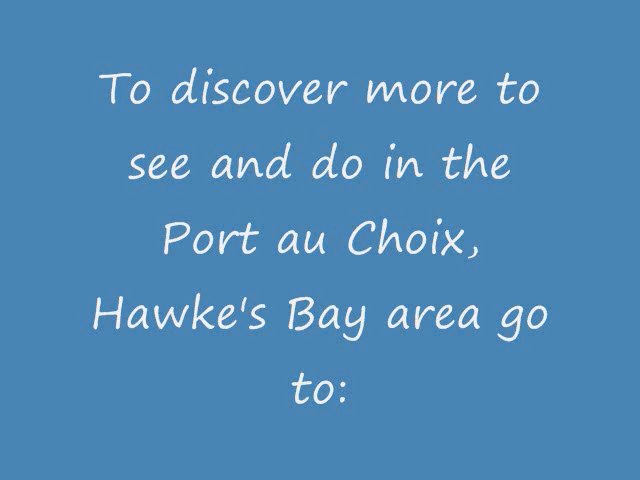 To discover more to
see and do in the
Port au Choix,
Hawke's Bay area go
to: